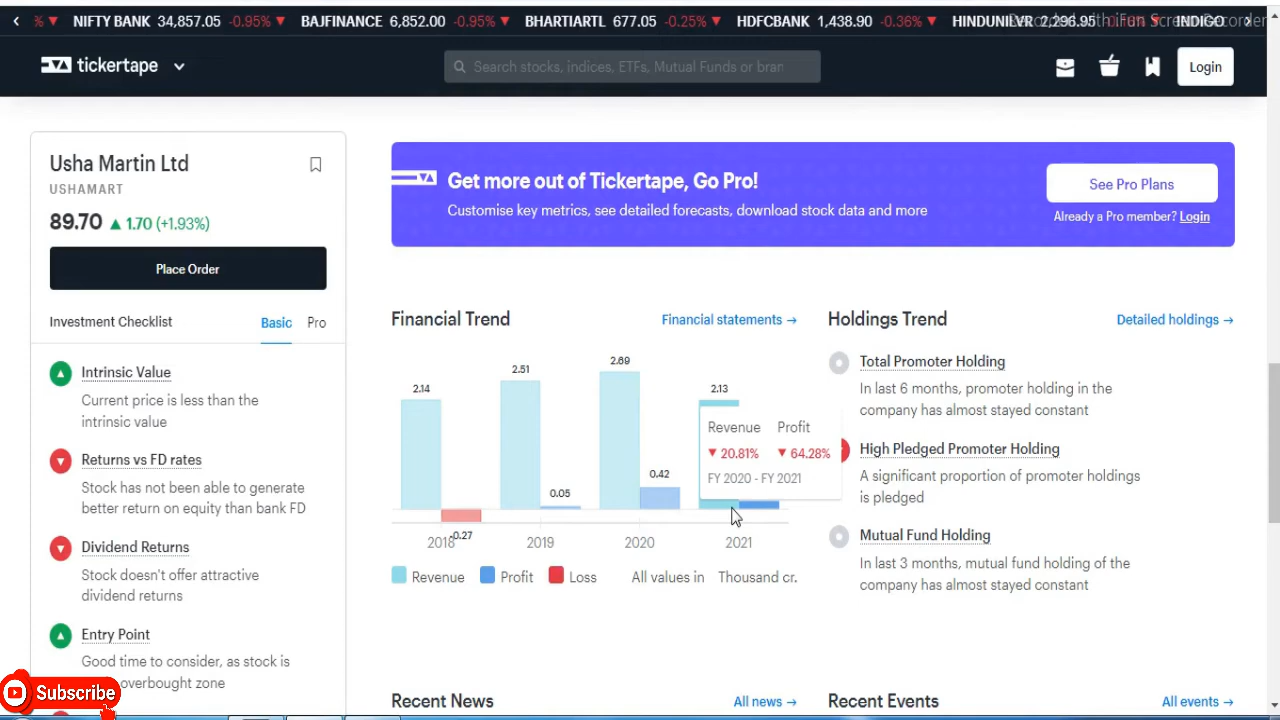 % ▼ NIFTY BANK 34,857.05 -0.95% ▼ BAJFINANCE 6,852.00 -0.95% ▼ BHARTIARTL 677.05 -0.25% ▼ HDFCBANK 1,438.90 -0.36% ▼ HINDUNILVR 2,296.95 INDIGO
Recorded with iFun Screen Recorder
tickertape
Search stocks, indices, ETFs, Mutual Funds or bran
Login
Usha Martin Ltd
USHAMART
89.70 ▲ 1.70 (+1.93%)
Place Order
Investment Checklist Basic Pro
Intrinsic Value
Current price is less than the
intrinsic value
Returns vs FD rates
Stock has not been able to generate
better return on equity than bank FD
Dividend Returns
Stock doesn't offer attractive
dividend returns
Entry Point
Good time to consider, as stock is
overbought zone
Subscribe
Get more out of Tickertape, Go Pro!
Customise key metrics, see detailed forecasts, download stock data and more
See Pro Plans
Already a Pro member? Login
Financial Trend Financial statements →
2.14 2.51 2.69 2.13
0.05 0.42
-0.27
Revenue Profit
▼ 20.81% ▼ 64.28%
FY 2020 - FY 2021
2018 2019 2020 2021
Revenue Profit Loss All values in Thousand cr.
Holdings Trend Detailed holdings →
Total Promoter Holding
In last 6 months, promoter holding in the
company has almost stayed constant
High Pledged Promoter Holding
A significant proportion of promoter holdings
is pledged
Mutual Fund Holding
In last 3 months, mutual fund holding of the
company has almost stayed constant
Recent News All news →
Recent Events All events →